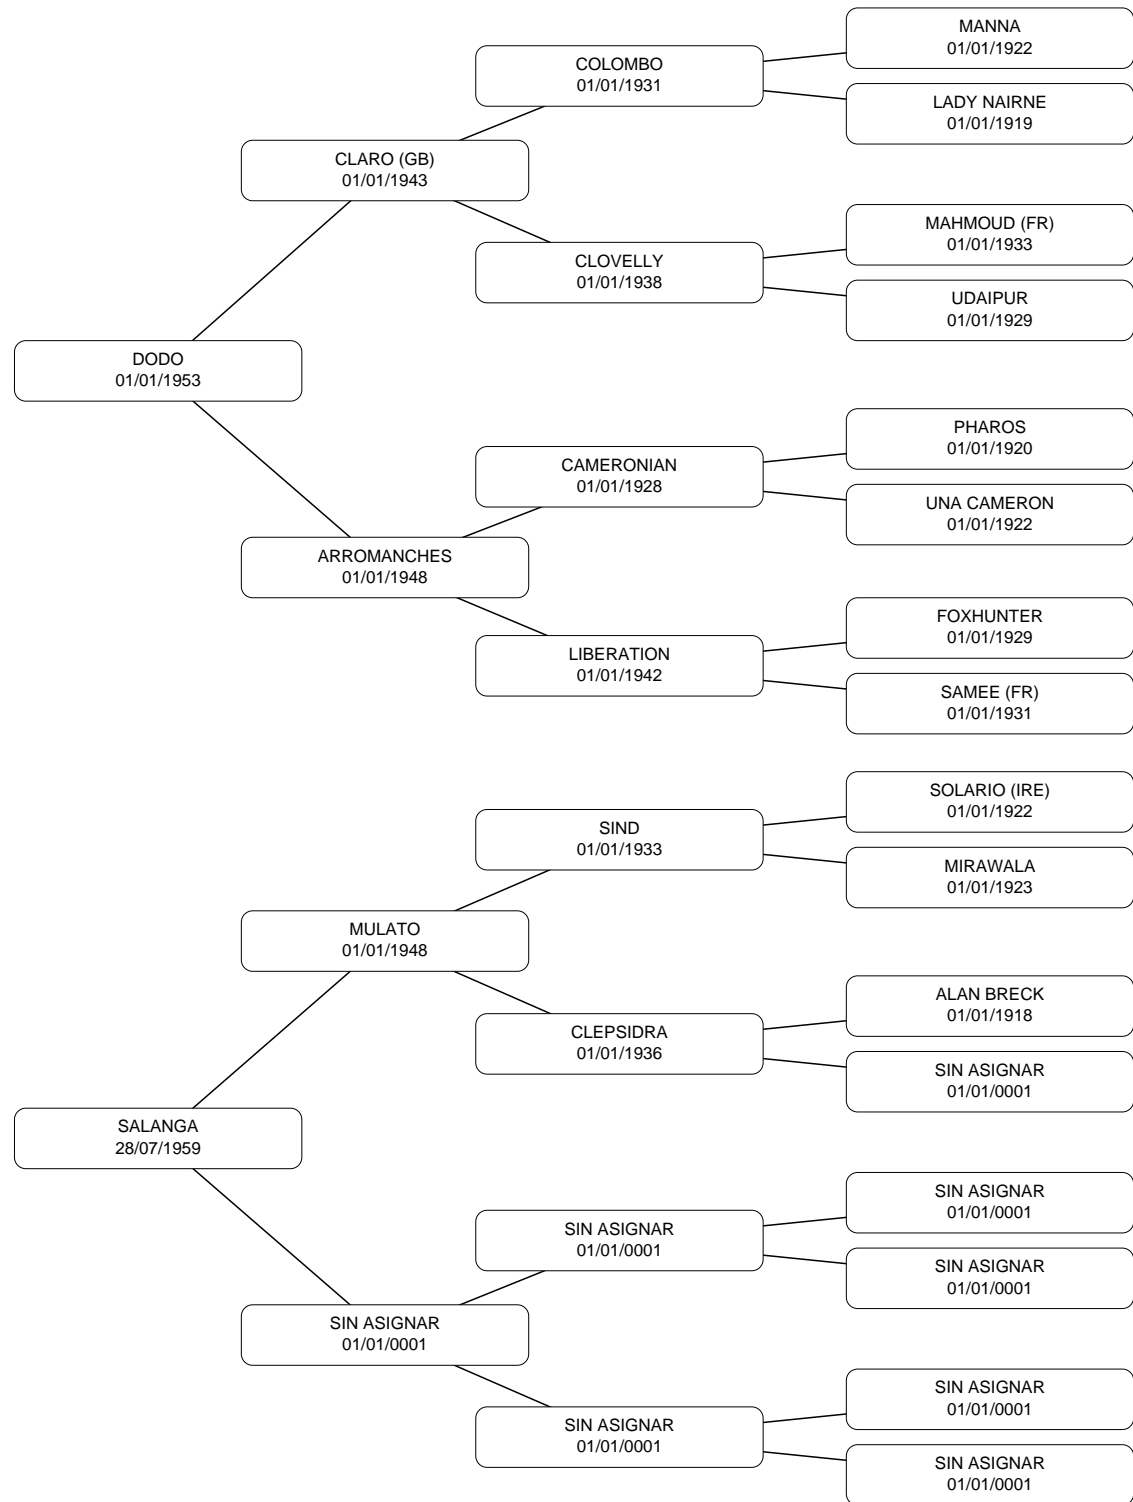 MANNA
01/01/1922
COLOMBO
01/01/1931
LADY NAIRNE
01/01/1919
CLARO (GB)
01/01/1943
MAHMOUD (FR)
01/01/1933
CLOVELLY
01/01/1938
UDAIPUR
01/01/1929
DODO
01/01/1953
PHAROS
01/01/1920
CAMERONIAN
01/01/1928
UNA CAMERON
01/01/1922
ARROMANCHES
01/01/1948
FOXHUNTER
01/01/1929
LIBERATION
01/01/1942
SAMEE (FR)
01/01/1931
SOLARIO (IRE)
01/01/1922
SIND
01/01/1933
MIRAWALA
01/01/1923
MULATO
01/01/1948
ALAN BRECK
01/01/1918
CLEPSIDRA
01/01/1936
SIN ASIGNAR
01/01/0001
SALANGA
28/07/1959
SIN ASIGNAR
01/01/0001
SIN ASIGNAR
01/01/0001
SIN ASIGNAR
01/01/0001
SIN ASIGNAR
01/01/0001
SIN ASIGNAR
01/01/0001
SIN ASIGNAR
01/01/0001
SIN ASIGNAR
01/01/0001